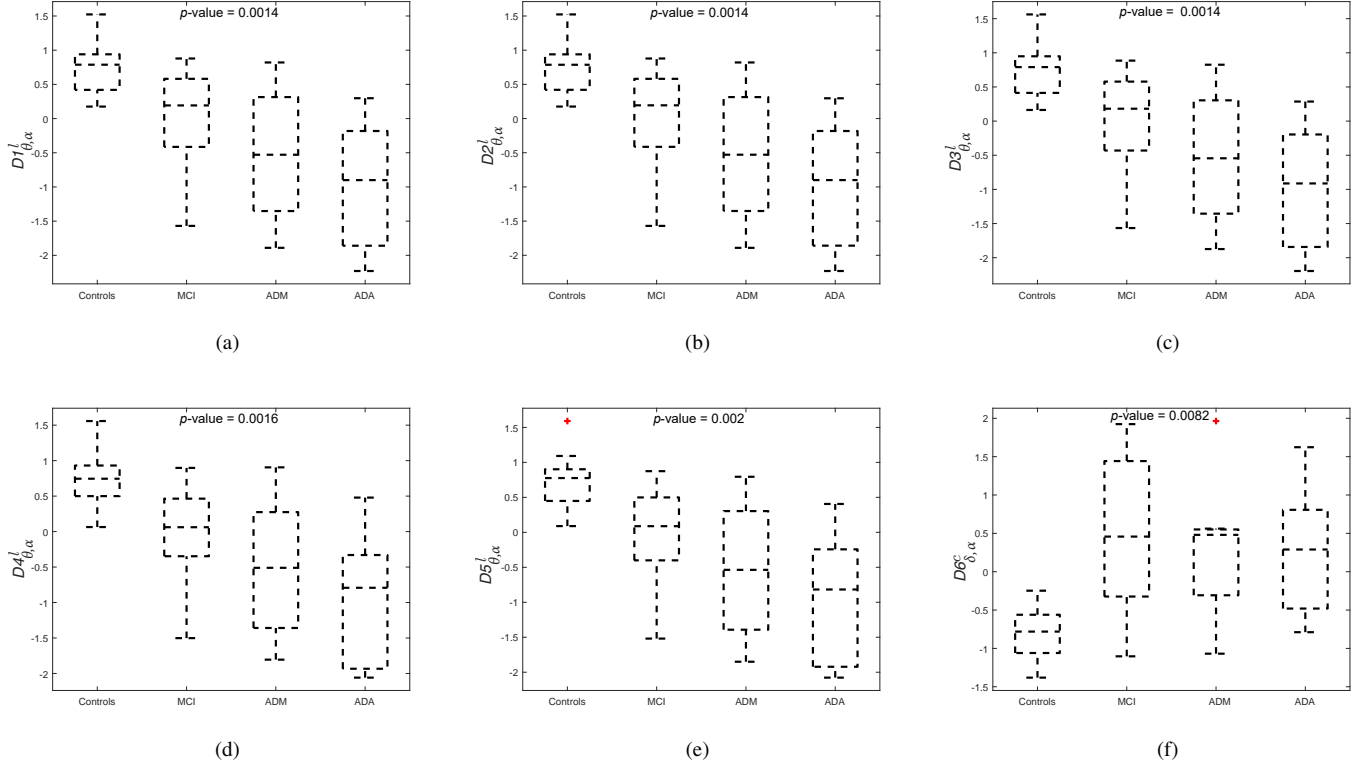 p-value = 0.0014
1.5
1
0.5
0
-0.5
-1
-1.5
-2
D1^l_{θ,α}
Controls MCI ADM ADA
(a)
p-value = 0.0014
1.5
1
0.5
0
-0.5
-1
-1.5
-2
D2^l_{θ,α}
Controls MCI ADM ADA
(b)
p-value = 0.0014
1.5
1
0.5
0
-0.5
-1
-1.5
-2
D3^l_{θ,α}
Controls MCI ADM ADA
(c)
p-value = 0.0016
1.5
1
0.5
0
-0.5
-1
-1.5
-2
D4^l_{θ,α}
Controls MCI ADM ADA
(d)
p-value = 0.002
1.5
1
0.5
0
-0.5
-1
-1.5
-2
D5^l_{θ,α}
Controls MCI ADM ADA
(e)
p-value = 0.0082
2
1.5
1
0.5
0
-0.5
-1
-1.5
D6^c_{δ,α}
Controls MCI ADM ADA
(f)